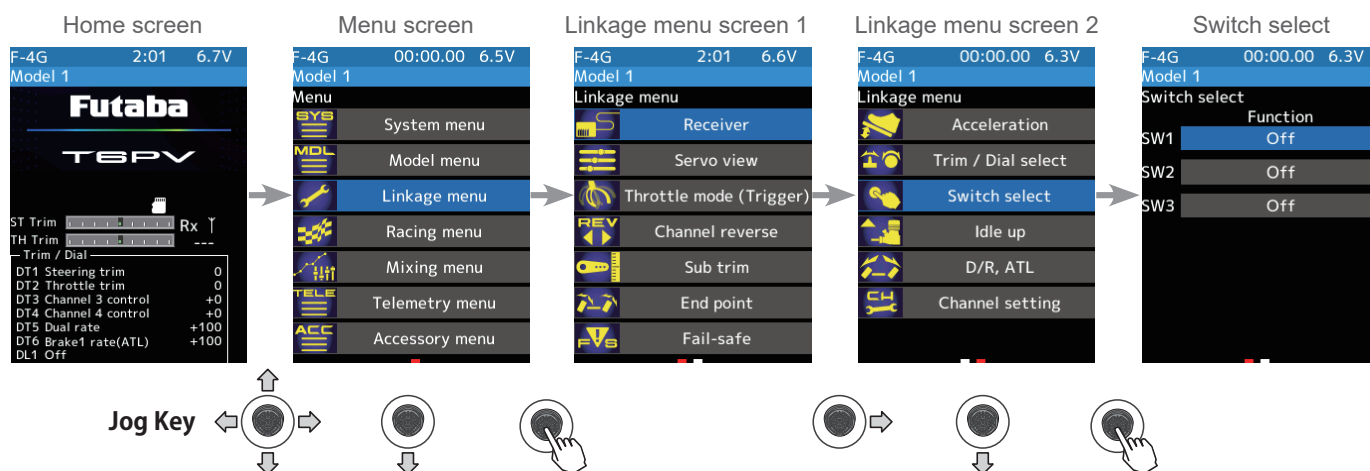 Home screen
F-4G 2:01 6.7V
Model 1
Futaba
T6PV
ST Trim Rx
TH Trim ---
Trim / Dial
DT1 Steering trim 0
DT2 Throttle trim 0
DT3 Channel 3 control +0
DT4 Channel 4 control +0
DT5 Dual rate +100
DT6 Brake1 rate(ATL) +100
DL1 Off
Menu screen
F-4G 00:00.00 6.5V
Model 1
Menu
SYS System menu
MDL Model menu
Linkage menu
Racing menu
Mixing menu
TELE Telemetry menu
ACC Accessory menu
Linkage menu screen 1
F-4G 2:01 6.6V
Model 1
Linkage menu
Receiver
Servo view
Throttle mode (Trigger)
REV Channel reverse
Sub trim
End point
F S Fail-safe
Linkage menu screen 2
F-4G 00:00.00 6.3V
Model 1
Linkage menu
Acceleration
Trim / Dial select
Switch select
Idle up
D/R, ATL
CH Channel setting
Switch select
F-4G 00:00.00 6.3V
Model 1
Switch select
Function
SW1 Off
SW2 Off
SW3 Off
Jog Key